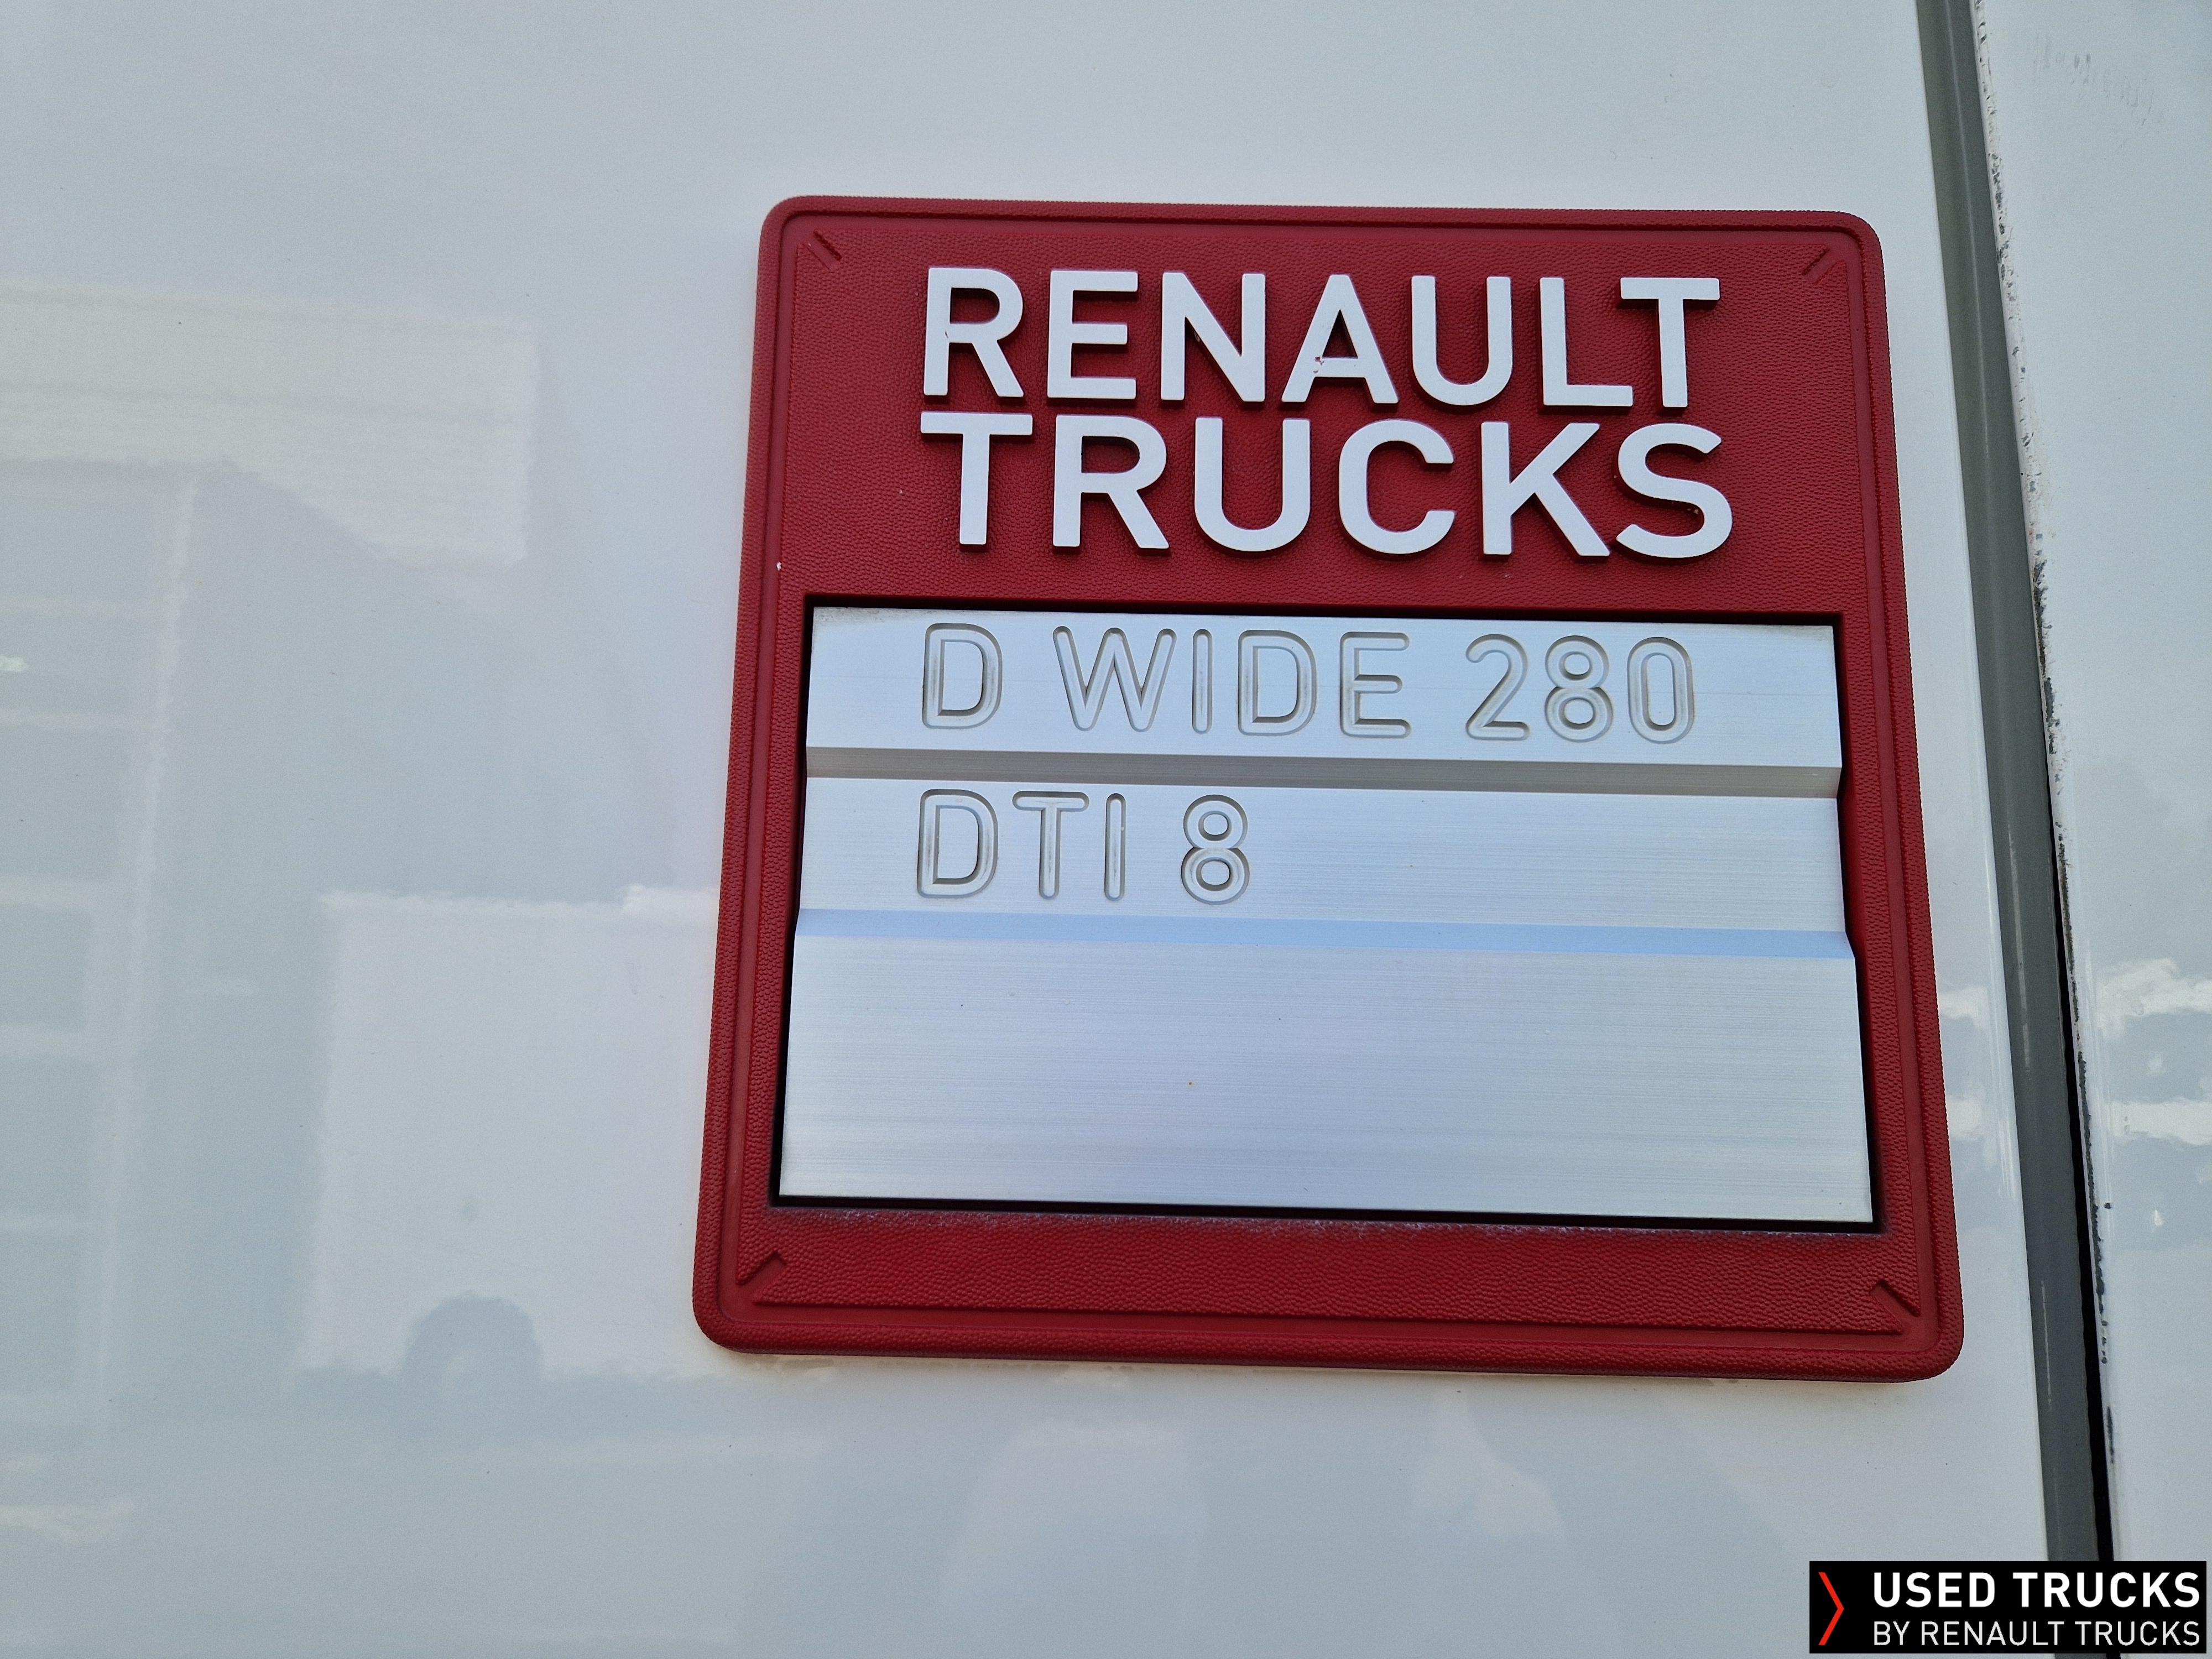 RENAULT
TRUCKS
D WIDE 280
DTI 8
USED TRUCKS
BY RENAULT TRUCKS